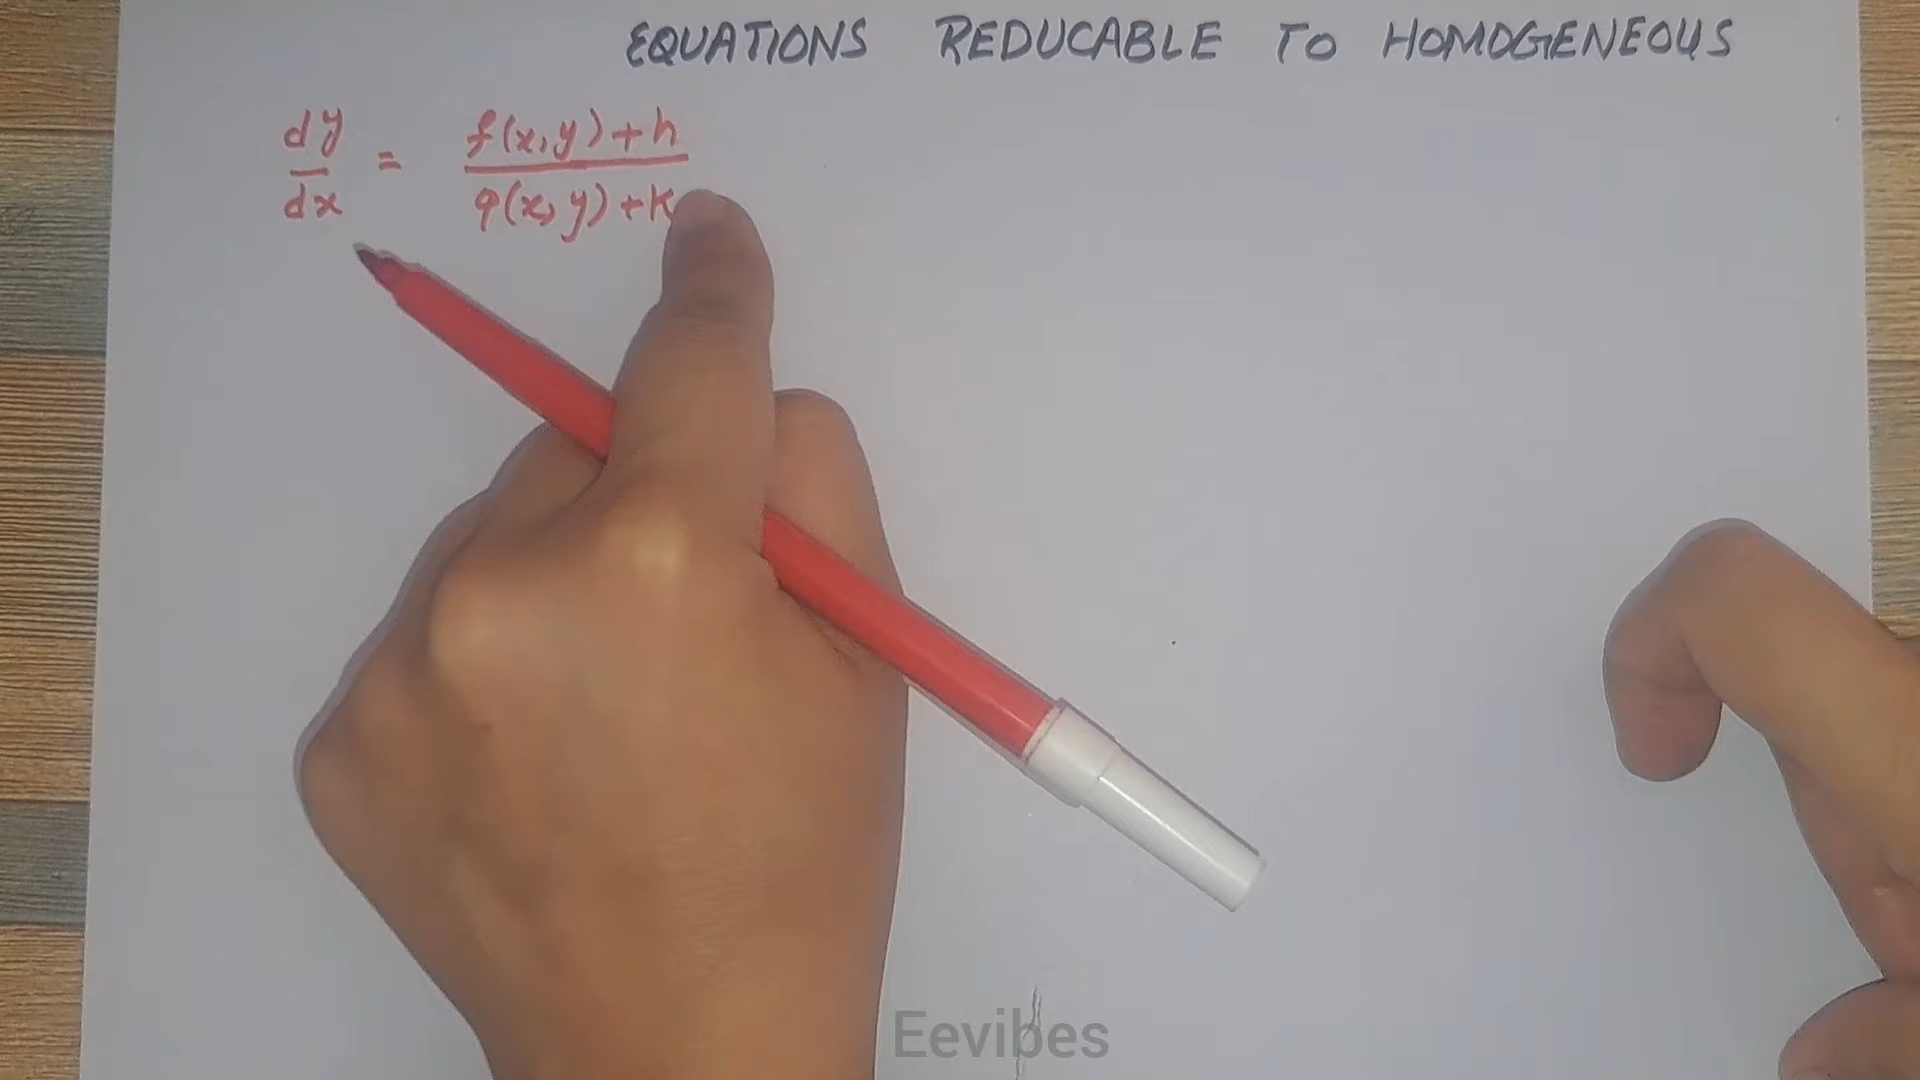 EQUATIONS REDUCABLE TO HOMOGENEOUS
dy/dx = f(x,y)+h / g(x,y)+k
Eevibes